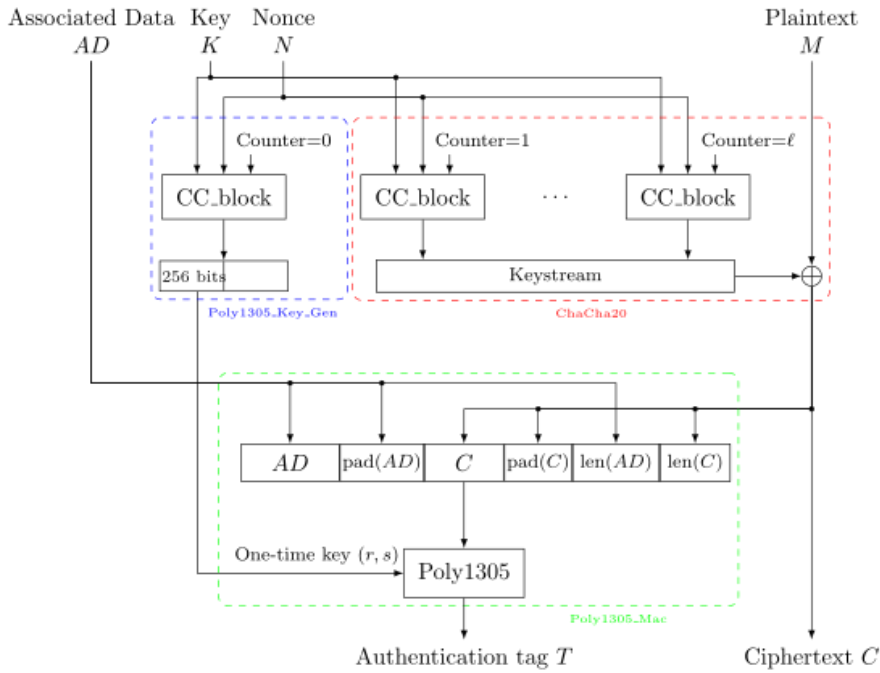 Associated Data Key Nonce Plaintext
AD K N M
Counter=0 Counter=1 Counter=ℓ
CC_block CC_block ... CC_block
256 bits Keystream
Poly1305_Key_Gen ChaCha20
AD pad(AD) C pad(C) len(AD) len(C)
One-time key (r, s)
Poly1305
Poly1305_Mac
Authentication tag T Ciphertext C